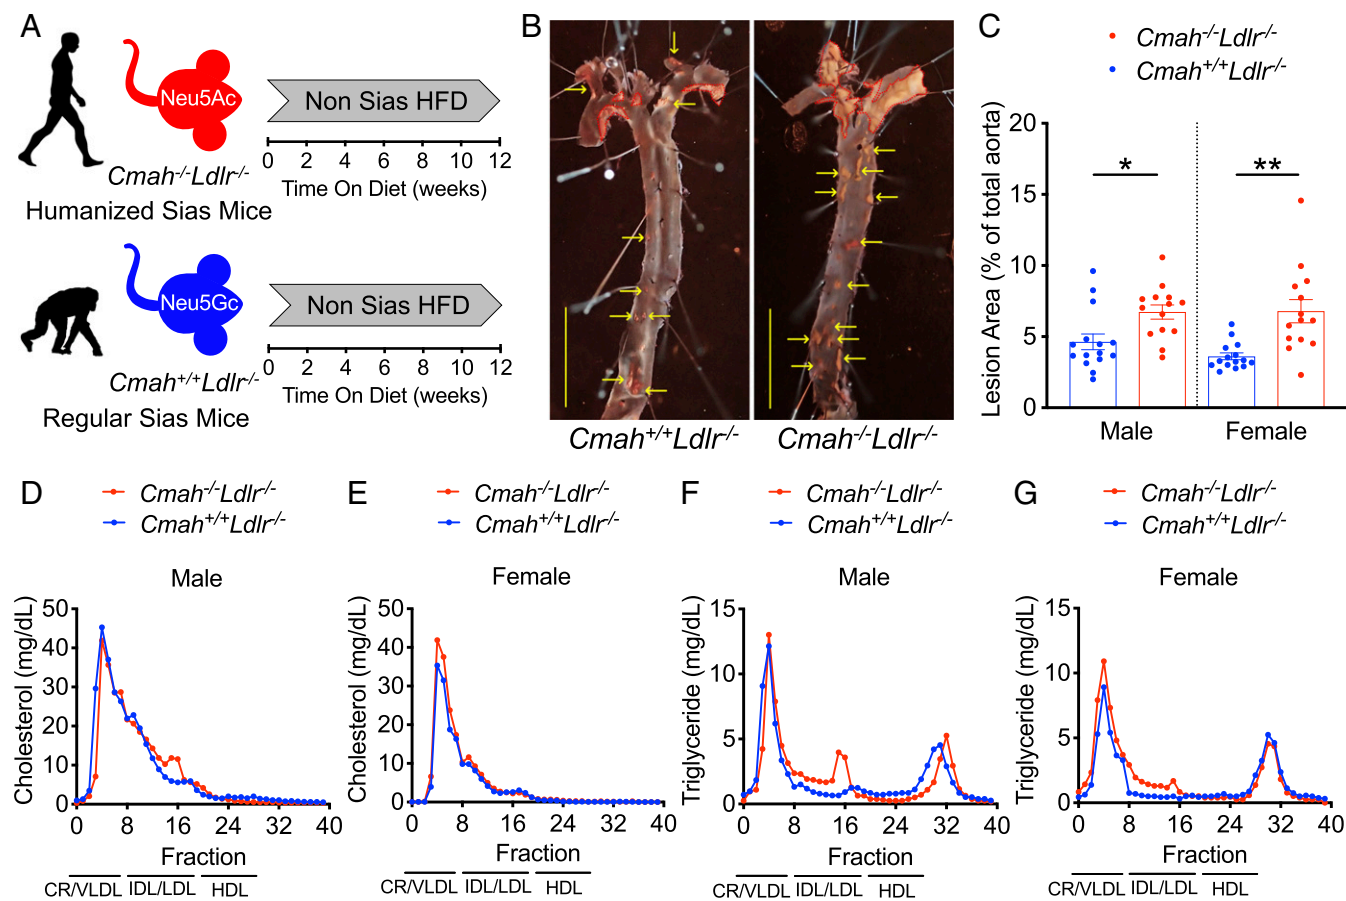 A
Neu5Ac
Non Sias HFD
0 2 4 6 8 10 12
Time On Diet (weeks)
Cmah-/-Ldlr-/-
Humanized Sias Mice
Neu5Gc
Non Sias HFD
0 2 4 6 8 10 12
Time On Diet (weeks)
Cmah+/+Ldlr-/-
Regular Sias Mice
B
Cmah+/+Ldlr-/-
Cmah-/-Ldlr-/-
C
Cmah-/-Ldlr-/-
Cmah+/+Ldlr-/-
Lesion Area (% of total aorta)
20
15
10
5
0
*
**
Male
Female
D
Cmah-/-Ldlr-/-
Cmah+/+Ldlr-/-
Male
Cholesterol (mg/dL)
50
40
30
20
10
0
0 8 16 24 32 40
Fraction
CR/VLDL IDL/LDL HDL
E
Cmah-/-Ldlr-/-
Cmah+/+Ldlr-/-
Female
Cholesterol (mg/dL)
50
40
30
20
10
0
0 8 16 24 32 40
Fraction
CR/VLDL IDL/LDL HDL
F
Cmah-/-Ldlr-/-
Cmah+/+Ldlr-/-
Male
Triglyceride (mg/dL)
15
10
5
0
0 8 16 24 32 40
Fraction
CR/VLDL IDL/LDL HDL
G
Cmah-/-Ldlr-/-
Cmah+/+Ldlr-/-
Female
Triglyceride (mg/dL)
15
10
5
0
0 8 16 24 32 40
Fraction
CR/VLDL IDL/LDL HDL